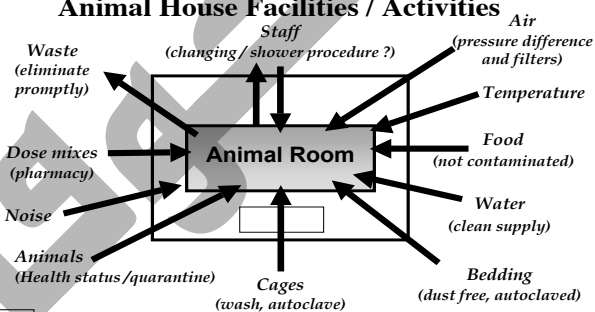 Animal House Facilities / Activities
Staff
(changing / shower procedure ?)
Air
(pressure difference
and filters)
Waste
(eliminate
promptly)
Temperature
Dose mixes
(pharmacy)
Animal Room
Food
(not contaminated)
Noise
Water
(clean supply)
Animals
(Health status /quarantine)
Cages
(wash, autoclave)
Bedding
(dust free, autoclaved)